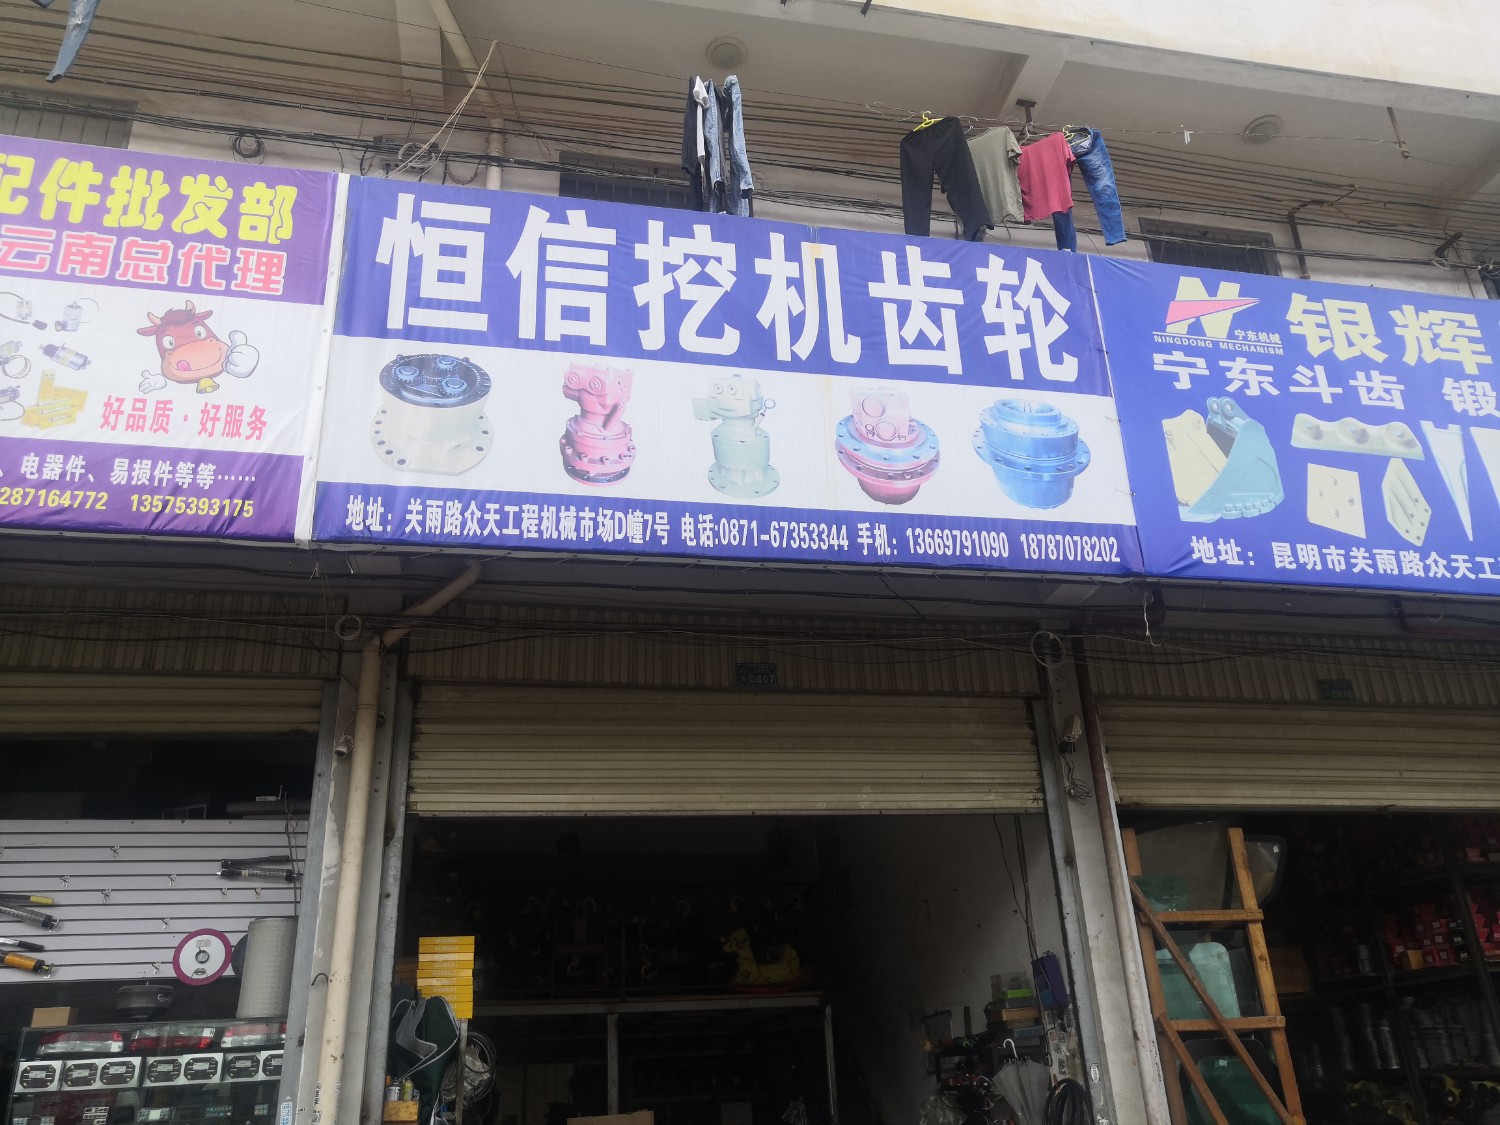 配件批发部
云南总代理
好品质·好服务
、电器件、易损件等等……
287164772 13575393175
恒信挖机齿轮
地址：关雨路众天工程机械市场D幢7号 电话:0871-67353344 手机：13669791090 18787078202
宁东机械
NINGDONG MECHANISM
银辉
宁东斗齿 锻
地址：昆明市关雨路众天工